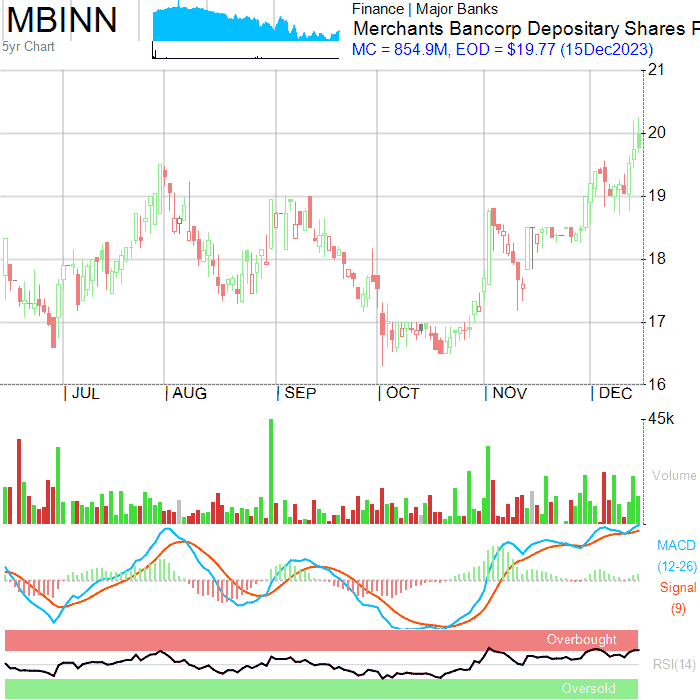 MBINN
5yr Chart
Finance | Major Banks
Merchants Bancorp Depositary Shares
MC = 854.9M, EOD = $19.77 (15Dec2023)
21
20
19
18
17
16
| JUL | AUG | SEP | OCT | NOV | DEC
45k
Volume
MACD
(12-26)
Signal
(9)
Overbought
RSI(14)
Oversold